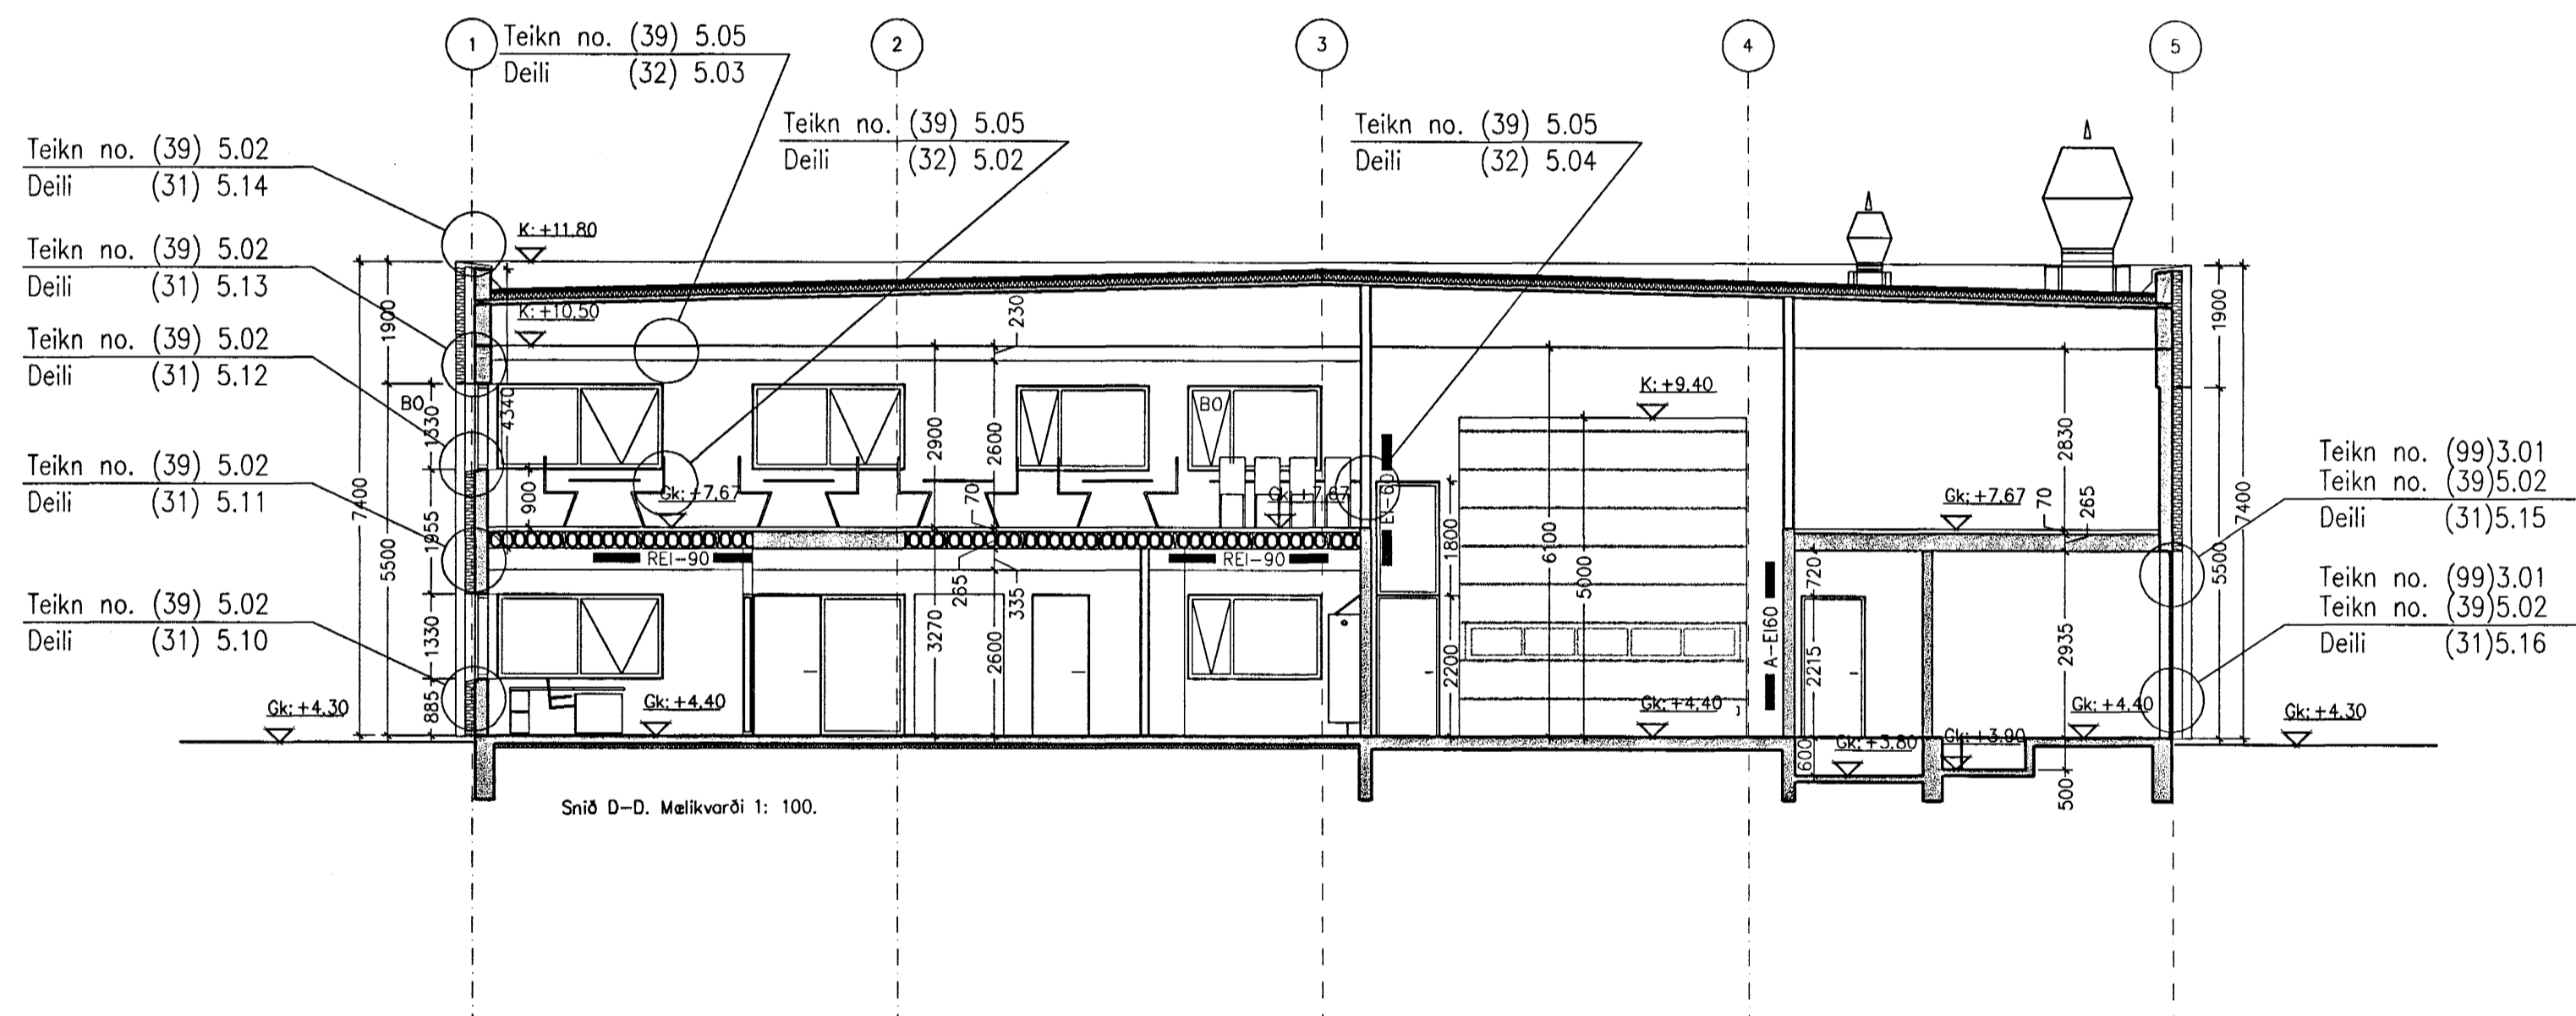 1
2
3
4
5
Teikn no. (39) 5.05
Deili (32) 5.03
Teikn no. (39) 5.05
Deili (32) 5.02
Teikn no. (39) 5.05
Deili (32) 5.04
Teikn no. (39) 5.02
Deili (31) 5.14
Teikn no. (39) 5.02
Deili (31) 5.13
Teikn no. (39) 5.02
Deili (31) 5.12
Teikn no. (39) 5.02
Deili (31) 5.11
Teikn no. (39) 5.02
Deili (31) 5.10
Teikn no. (99)3.01
Teikn no. (39)5.02
Deili (31)5.15
Teikn no. (99)3.01
Teikn no. (39)5.02
Deili (31)5.16
K: +11.80
K: +10.50
K: +9.40
BO
BO
Gk: +7.67
Gk: +7.67
Gk: +7.67
REI-90
REI-90
EI-60
A-EI60
Gk: +4.30
Gk: +4.40
Gk: +4.40
Gk: +3.80
Gk: +3.90
Gk: +4.40
Gk: +4.30
7400
1900
5500
1330
1955
1330
885
4340
900
2900
3270
230
2600
70
265
335
2600
1800
2200
6100
5000
720
2215
600
2830
70
265
2935
500
1900
5500
7400
Snið D-D. Mælikvarði 1: 100.